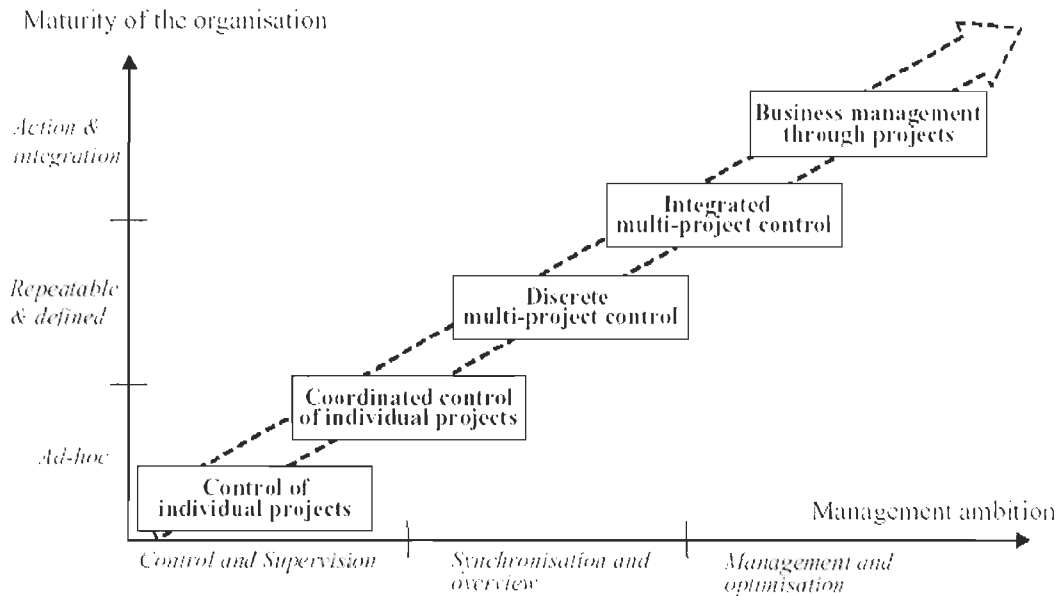 Maturity of the organisation
Action &
integration
Business management
through projects
Integrated
multi-project control
Repeatable
& defined
Discrete
multi-project control
Coordinated control
of individual projects
Ad-hoc
Control of
individual projects
Management ambition
Control and Supervision
Synchronisation and
overview
Management and
optimisation